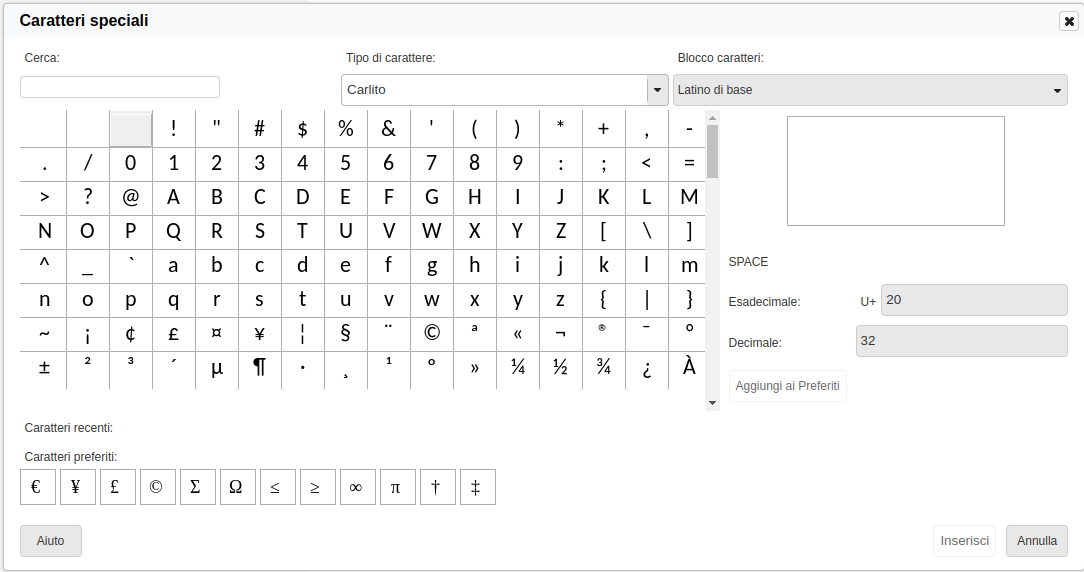 Caratteri speciali
Cerca: Tipo di carattere: Blocco caratteri:
Carlito Latino di base
! " # $ % & ' ( ) * + , -
. / 0 1 2 3 4 5 6 7 8 9 : ; < =
> ? @ A B C D E F G H I J K L M
N O P Q R S T U V W X Y Z [ \ ]
^ _ ` a b c d e f g h i j k l m
n o p q r s t u v w x y z { | }
~ ¡ ¢ £ ¤ ¥ ¦ § ¨ © ª « ¬ ® ¯ °
± ² ³ ´ µ ¶ · ¸ ¹ º » ¼ ½ ¾ ¿ À
SPACE
Esadecimale: U+ 20
Decimale: 32
Aggiungi ai Preferiti
Caratteri recenti:
Caratteri preferiti:
€ ¥ £ © Σ Ω ≤ ≥ ∞ π † ‡
Aiuto Inserisci Annulla